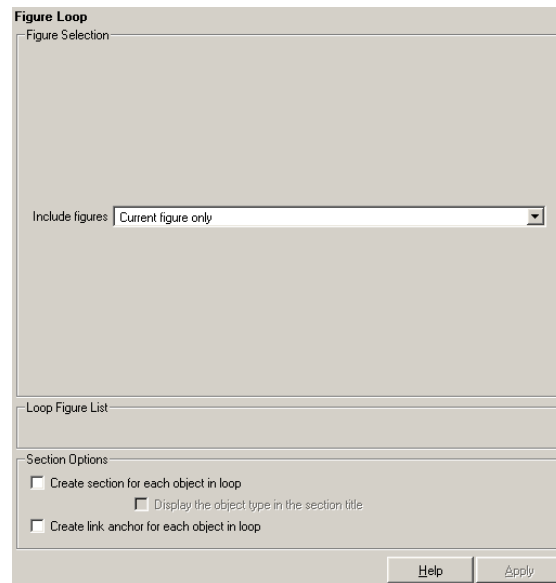 Figure Loop
Figure Selection
Include figures Current figure only
Loop Figure List
Section Options
Create section for each object in loop
Display the object type in the section title
Create link anchor for each object in loop
Help Apply